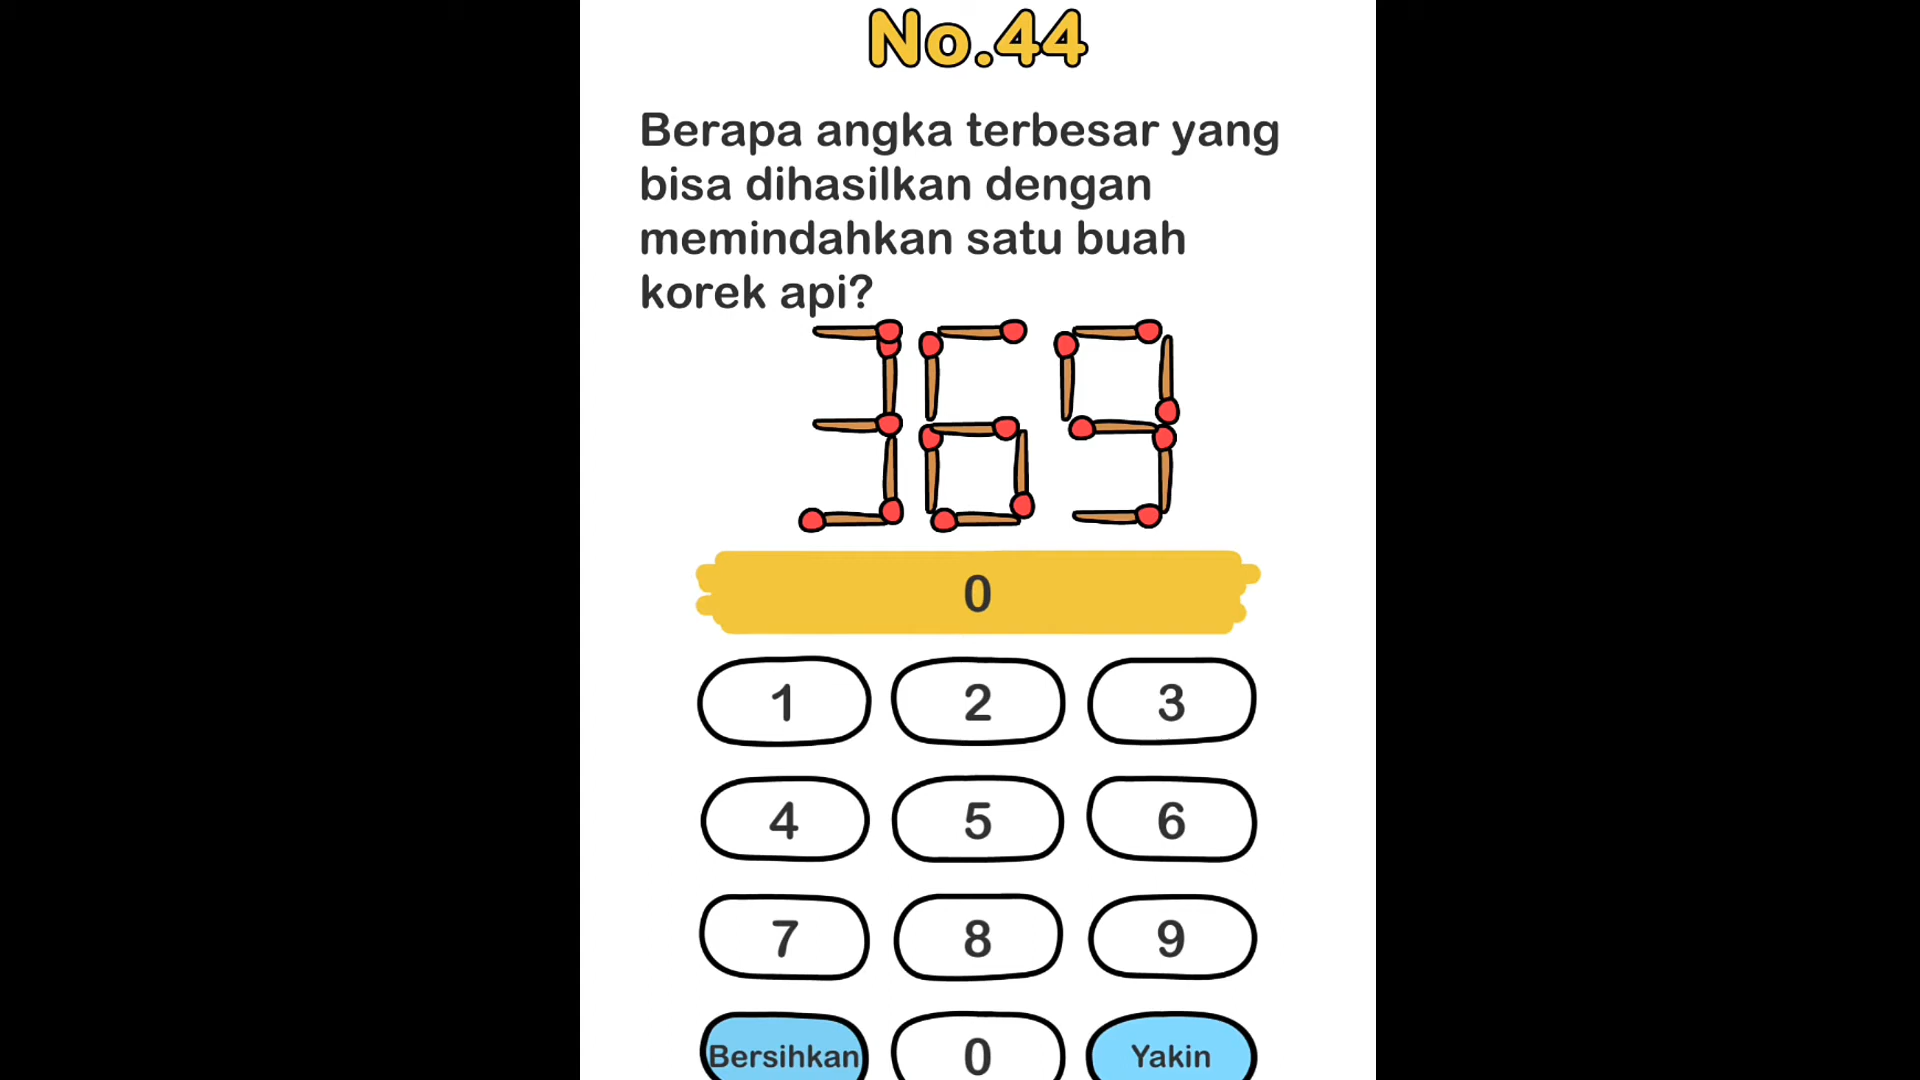 No.44
Berapa angka terbesar yang
bisa dihasilkan dengan
memindahkan satu buah
korek api?
369
0
1 2 3
4 5 6
7 8 9
Bersihkan 0 Yakin